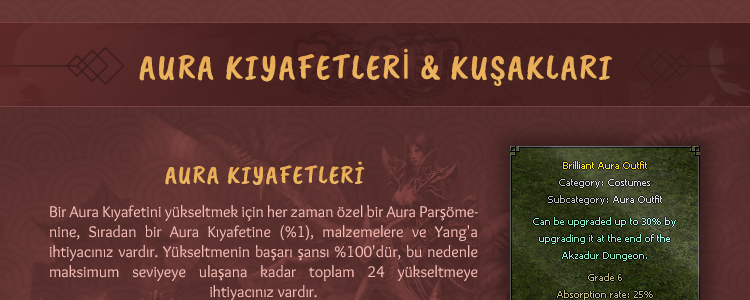 AURA KIYAFETLERİ & KUŞAKLARI
AURA KIYAFETLERİ
Bir Aura Kıyafetini yükseltmek için her zaman özel bir Aura Parşöme-
nine, Sıradan bir Aura Kıyafetine (%1), malzemelere ve Yang'a
ihtiyacınız vardır. Yükseltmenin başarı şansı %100'dür, bu nedenle
maksimum seviyeye ulaşana kadar toplam 24 yükseltmeye
ihtiyacınız vardır.
Brilliant Aura Outfit
Category: Costumes
Subcategory: Aura Outfit
Can be upgraded up to 30% by
upgrading it at the end of the
Akzadur Dungeon.
Grade 6
Absorption rate: 25%